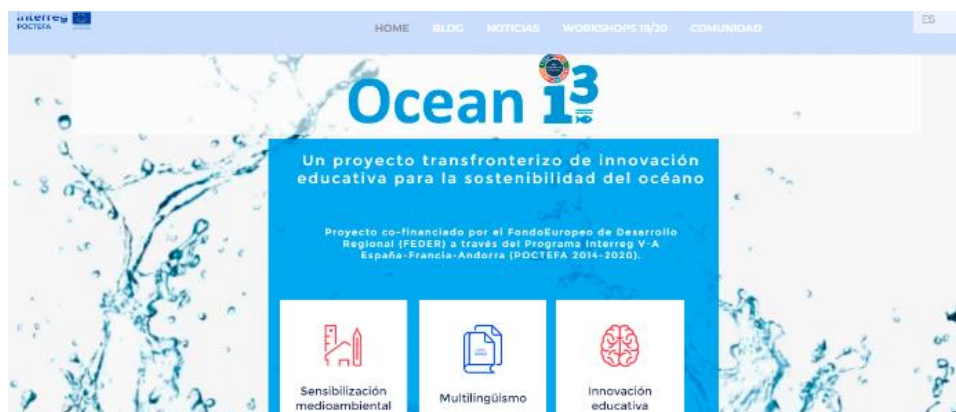 Interreg
POCTEFA
HOME BLOG NOTICIAS WORKSHOPS 19/20 COMUNIDAD
ES
Ocean i3
Un proyecto transfronterizo de innovación
educativa para la sostenibilidad del océano
Proyecto co-financiado por el FondoEuropeo de Desarrollo
Regional (FEDER) a través del Programa Interreg V-A
España-Francia-Andorra (POCTEFA 2014-2020).
Sensibilización
medioambiental
Multilingüismo
Innovación
educativa